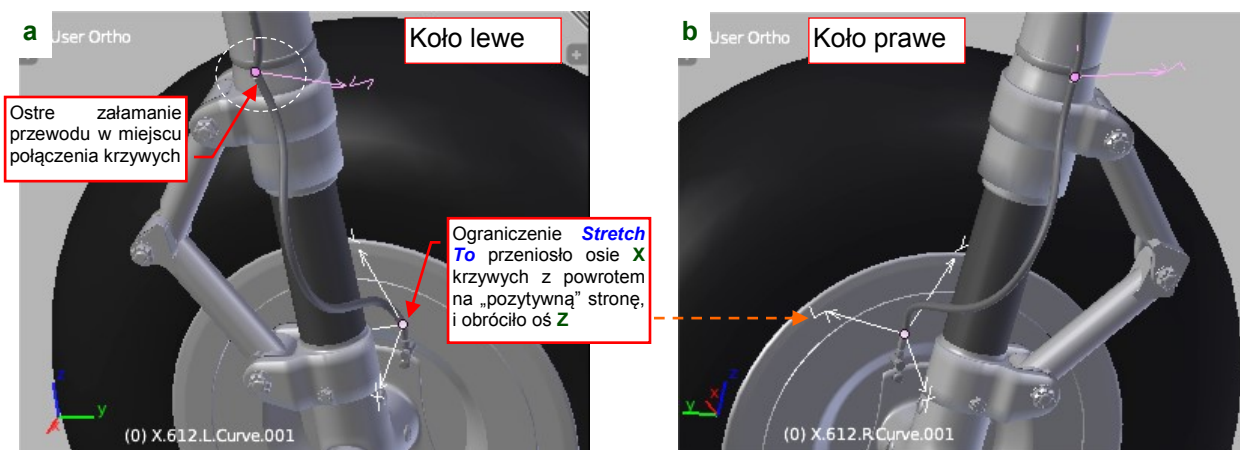 a
User Ortho
Koło lewe
Ostre załamanie
przewodu w miejscu
połączenia krzywych
Ograniczenie Stretch
To przeniosło osie X
krzywych z powrotem
na „pozytywną” stronę,
i obróciło oś Z
z
y
x
(0) X.612.L.Curve.001
b
User Ortho
Koło prawe
z
x
y
(0) X.612.R.Curve.001